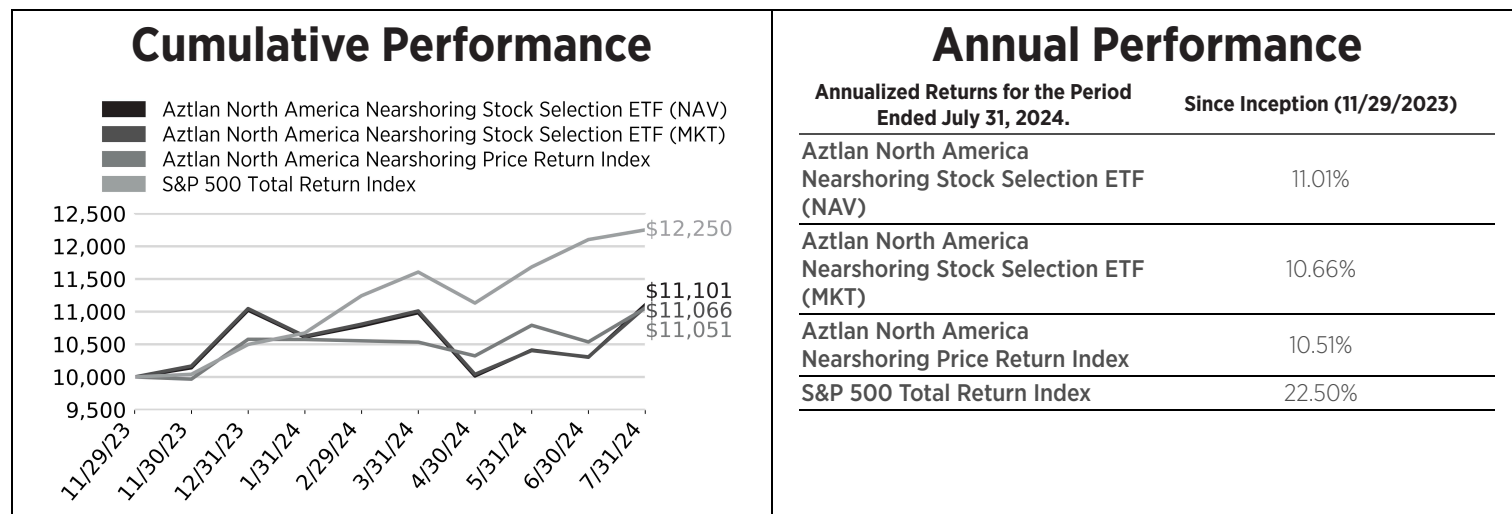 Cumulative Performance
Aztlan North America Nearshoring Stock Selection ETF (NAV)
Aztlan North America Nearshoring Stock Selection ETF (MKT)
Aztlan North America Nearshoring Price Return Index
S&P 500 Total Return Index
12,500
12,000
11,500
11,000
10,500
10,000
9,500
$12,250
$11,101
$11,066
$11,051
11/29/23
11/30/23
12/31/23
1/31/24
2/29/24
3/31/24
4/30/24
5/31/24
6/30/24
7/31/24
Annual Performance
Annualized Returns for the Period
Ended July 31, 2024.
Since Inception (11/29/2023)
Aztlan North America
Nearshoring Stock Selection ETF
(NAV)
11.01%
Aztlan North America
Nearshoring Stock Selection ETF
(MKT)
10.66%
Aztlan North America
Nearshoring Price Return Index
10.51%
S&P 500 Total Return Index
22.50%